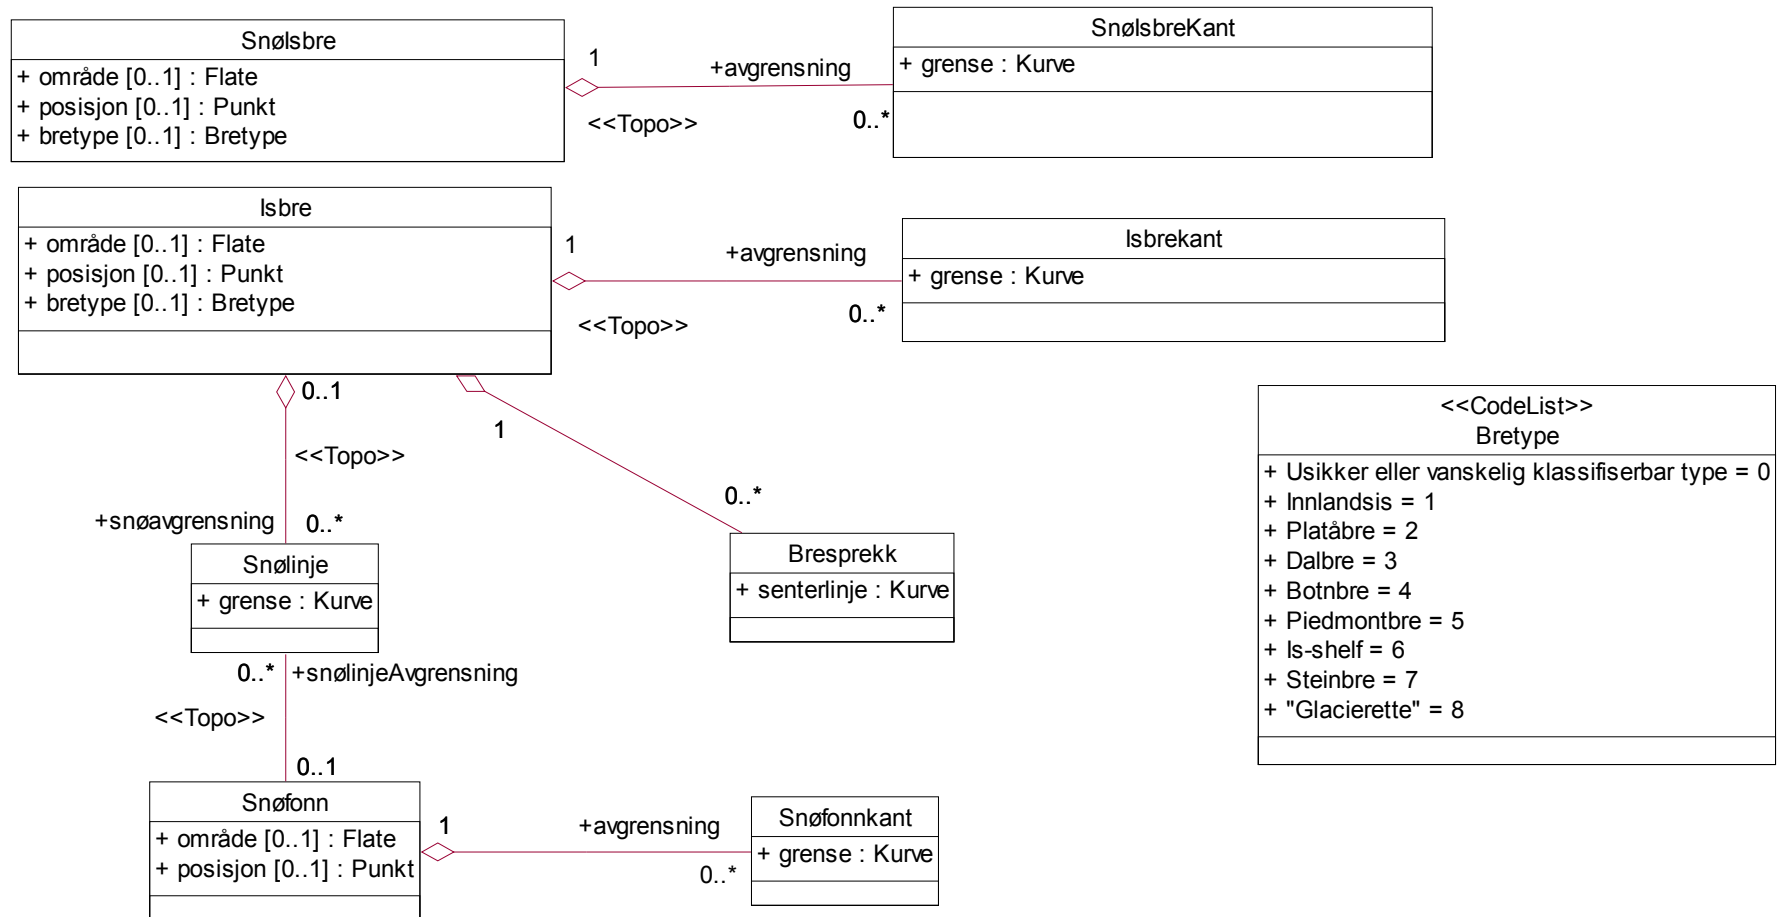 SnøIsbre
+ område [0..1] : Flate
+ posisjon [0..1] : Punkt
+ bretype [0..1] : Bretype
1
+avgrensning
<<Topo>>
0..*
SnøIsbreKant
+ grense : Kurve
Isbre
+ område [0..1] : Flate
+ posisjon [0..1] : Punkt
+ bretype [0..1] : Bretype
1
+avgrensning
<<Topo>>
0..*
Isbrekant
+ grense : Kurve
0..1
<<Topo>>
+snøavgrensning
0..*
1
0..*
Snølinje
+ grense : Kurve
Bresprekk
+ senterlinje : Kurve
<<CodeList>>
Bretype
+ Usikker eller vanskelig klassifiserbar type = 0
+ Innlandsis = 1
+ Platåbre = 2
+ Dalbre = 3
+ Botnbre = 4
+ Piedmontbre = 5
+ Is-shelf = 6
+ Steinbre = 7
+ "Glacierette" = 8
0..*
+snølinjeAvgrensning
<<Topo>>
0..1
Snøfonn
+ område [0..1] : Flate
+ posisjon [0..1] : Punkt
1
+avgrensning
0..*
Snøfonnkant
+ grense : Kurve